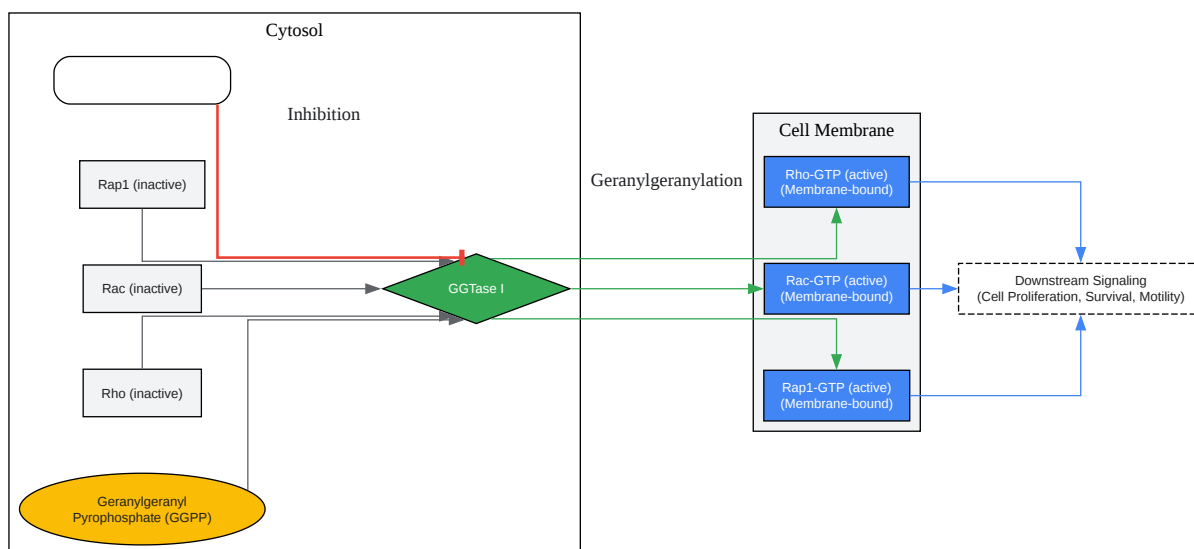 Cytosol
Inhibition
Rap1 (inactive)
Rac (inactive)
Rho (inactive)
Geranylgeranyl
Pyrophosphate (GGPP)
GGTase I
Geranylgeranylation
Cell Membrane
Rho-GTP (active)
(Membrane-bound)
Rac-GTP (active)
(Membrane-bound)
Rap1-GTP (active)
(Membrane-bound)
Downstream Signaling
(Cell Proliferation, Survival, Motility)